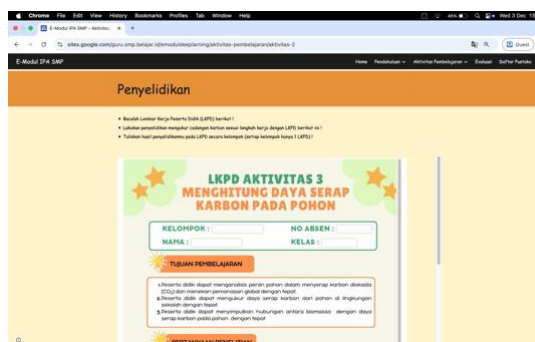 Chrome File Edit View History Bookmarks Profiles Tab Window Help
Wed 3 Dec 15
E-Modul IPA SMP - Aktivitas
sites.google.com/guru.smp.belajar.id/emoduldeeplearning/aktivitas-pembelajaran/aktivitas-2
Guest
E-Modul IPA SMP
Home Pendahuluan Aktivitas Pembelajaran Evaluasi Daftar Pustaka
Penyelidikan
Bacalah Lembar Kerja Peserta Didik (LKPD) berikut !
Lakukan penyelidikan mengukur cadangan karbon sesuai langkah kerja dengan LKPD berikut ini !
Tuliskan hasil penyelidikanmu pada LKPD secara kelompok (setiap kelompok hanya 1 LKPD) !
LKPD AKTIVITAS 3
MENGHITUNG DAYA SERAP
KARBON PADA POHON
KELOMPOK : NO ABSEN :
NAMA : KELAS :
TUJUAN PEMBELAJARAN
1. Peserta didik dapat menganalisis peran pohon dalam menyerap karbon dioksida
(CO₂) dan menekan pemanasan global dengan tepat
2. Peserta didik dapat mengukur daya serap karbon dari pohon di lingkungan
sekolah dengan tepat
3. Peserta didik dapat menyimpulkan hubungan antara biomassa dengan daya
serap karbon pada pohon dengan tepat